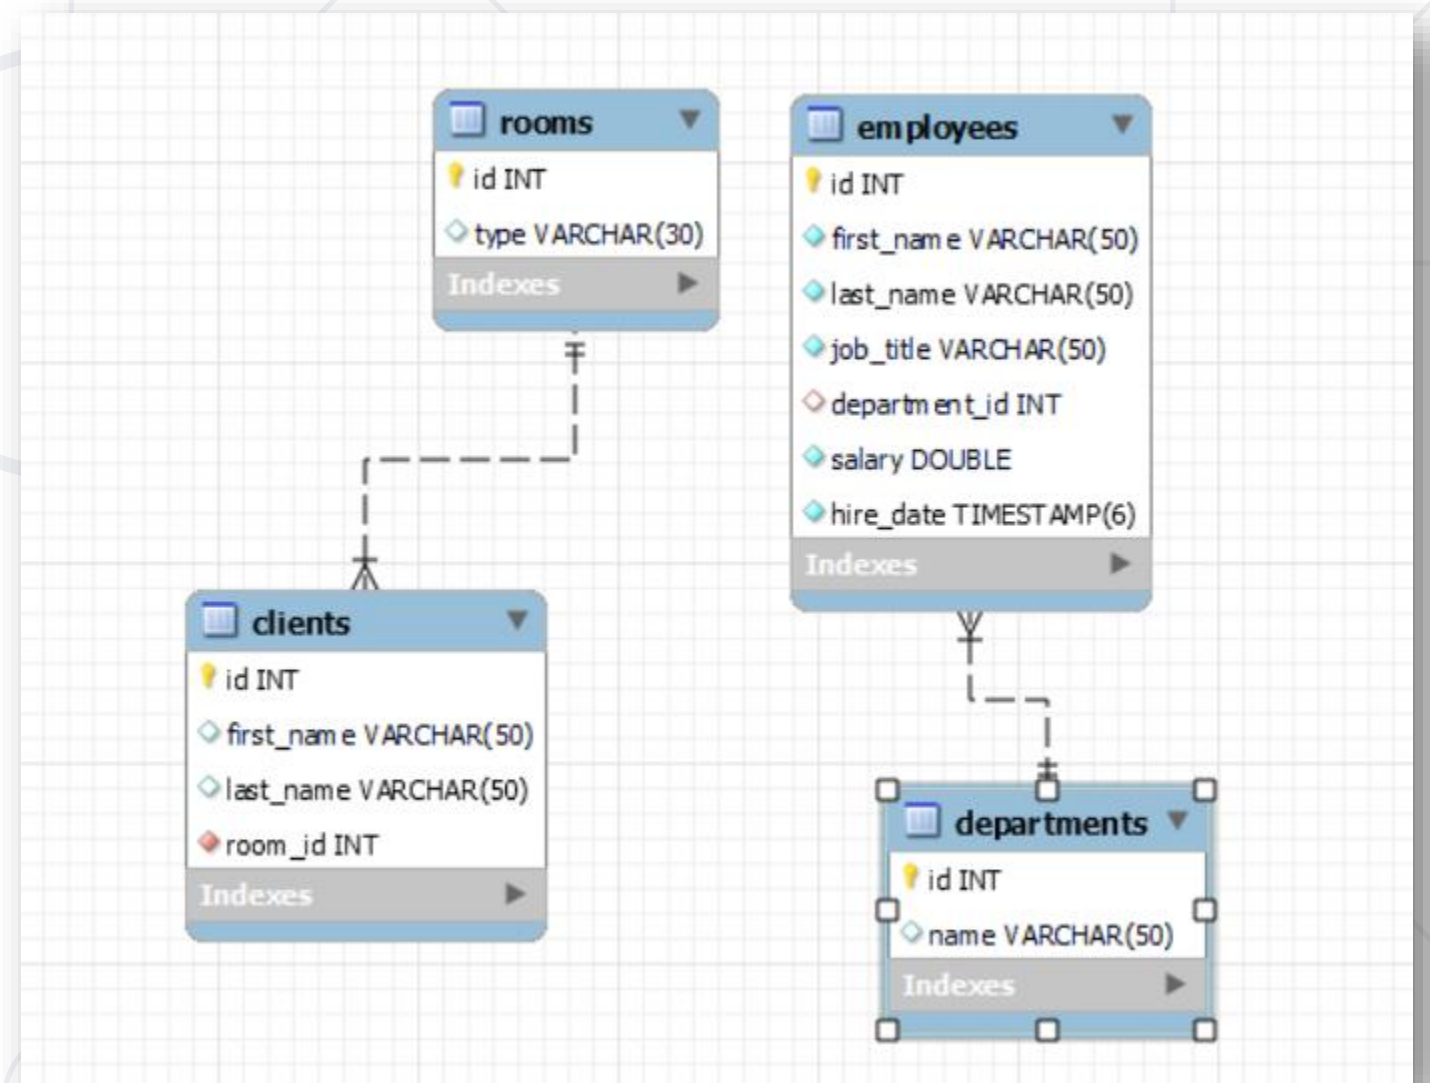 rooms
id INT
type VARCHAR(30)
Indexes
employees
id INT
first_name VARCHAR(50)
last_name VARCHAR(50)
job_title VARCHAR(50)
department_id INT
salary DOUBLE
hire_date TIMESTAMP(6)
Indexes
clients
id INT
first_name VARCHAR(50)
last_name VARCHAR(50)
room_id INT
Indexes
departments
id INT
name VARCHAR(50)
Indexes